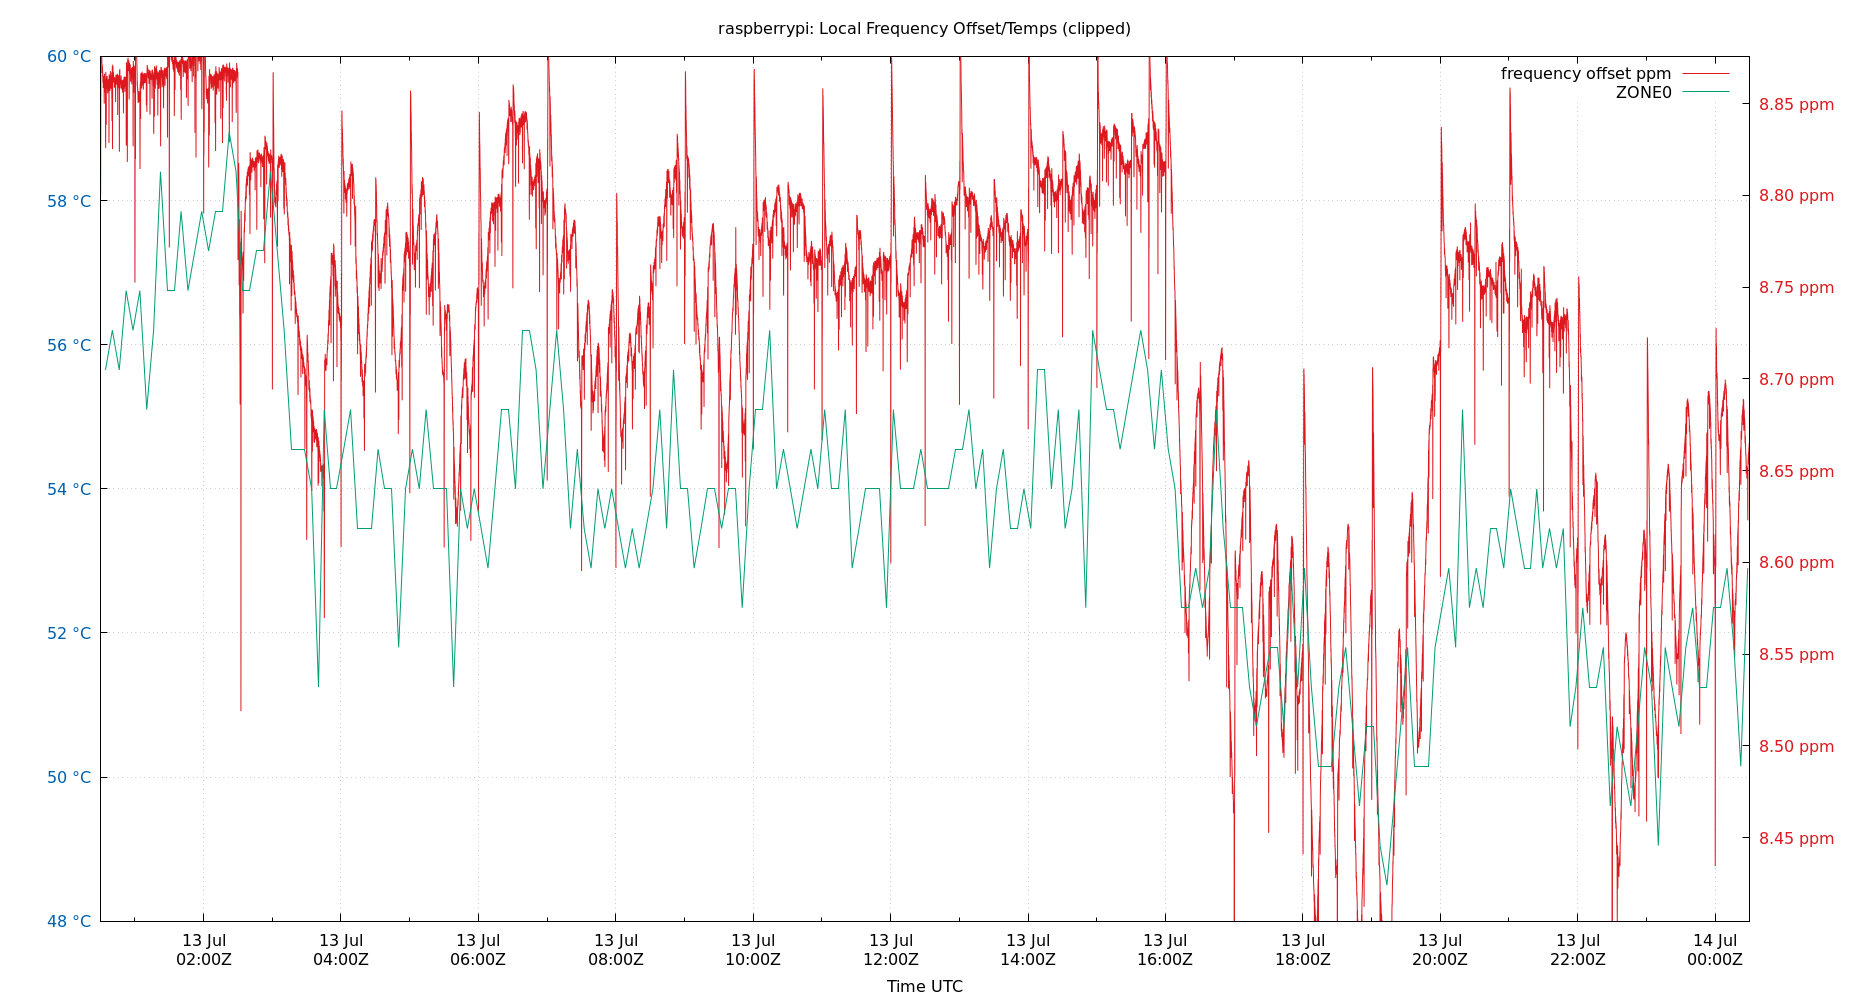 raspberrypi: Local Frequency Offset/Temps (clipped)
60 °C
58 °C
56 °C
54 °C
52 °C
50 °C
48 °C
frequency offset ppm
ZONE0
8.85 ppm
8.80 ppm
8.75 ppm
8.70 ppm
8.65 ppm
8.60 ppm
8.55 ppm
8.50 ppm
8.45 ppm
13 Jul 13 Jul 13 Jul 13 Jul 13 Jul 13 Jul 13 Jul 13 Jul 13 Jul 13 Jul 13 Jul 14 Jul
02:00Z 04:00Z 06:00Z 08:00Z 10:00Z 12:00Z 14:00Z 16:00Z 18:00Z 20:00Z 22:00Z 00:00Z
Time UTC